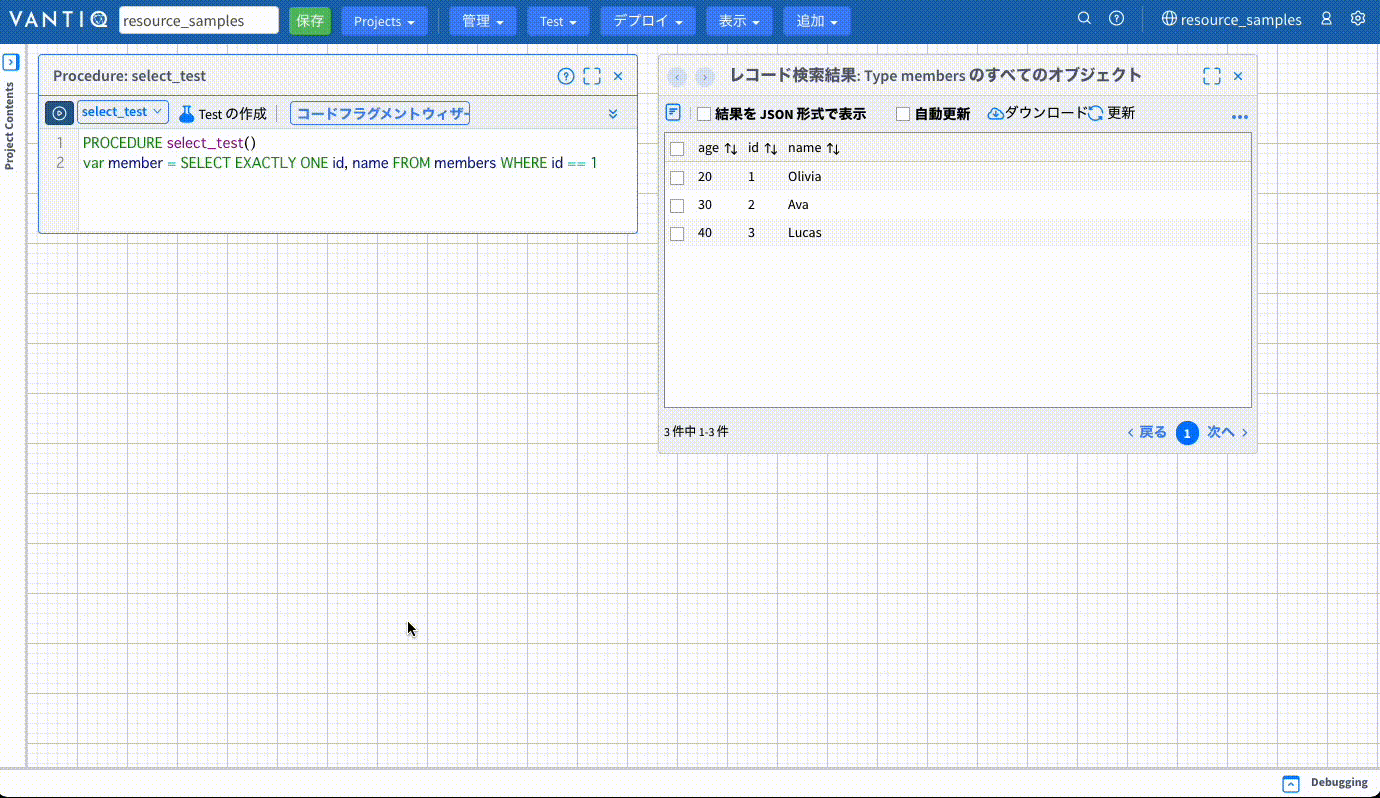 VANTIQ resource_samples 保存 Projects 管理 Test デプロイ 表示 追加 resource_samples
Project Contents
Procedure: select_test
select_test Test の作成 コードフラグメントウィザー
1 PROCEDURE select_test()
2 var member = SELECT EXACTLY ONE id, name FROM members WHERE id == 1
レコード検索結果: Type members のすべてのオブジェクト
結果を JSON 形式で表示 自動更新 ダウンロード 更新
age id name
20 1 Olivia
30 2 Ava
40 3 Lucas
3 件中 1-3 件 戻る 1 次へ
Debugging